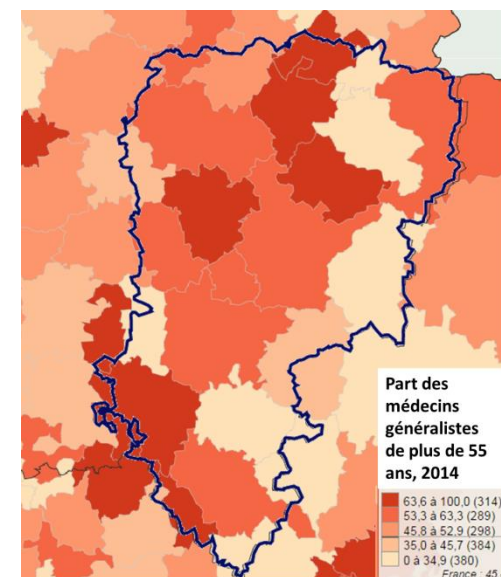 Part des
médecins
généralistes
de plus de 55
ans, 2014
63,6 à 100,0 (314)
53,3 à 63,3 (289)
45,8 à 52,9 (298)
35,0 à 45,7 (384)
0 à 34,9 (380)
France : 45